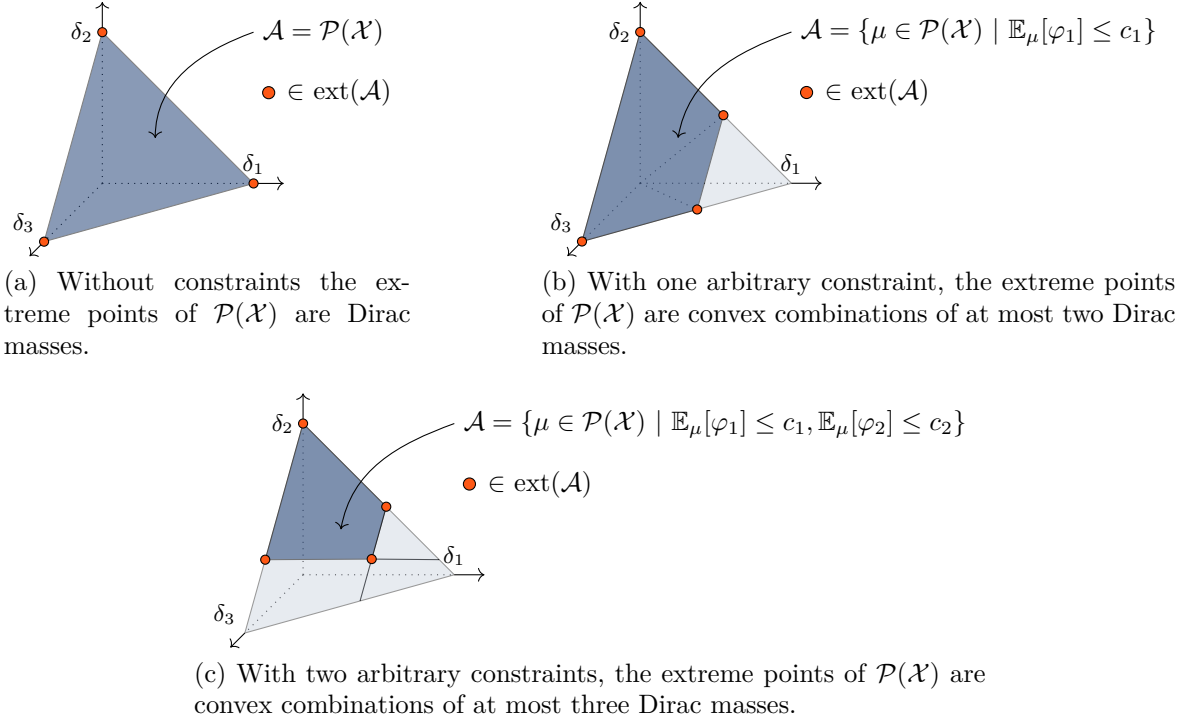 δ₂
𝒜 = 𝒫(𝒳)
∈ ext(𝒜)
δ₁
δ₃
(a) Without constraints the ex-
treme points of 𝒫(𝒳) are Dirac
masses.
δ₂
𝒜 = {μ ∈ 𝒫(𝒳) | 𝔼_μ[φ₁] ≤ c₁}
∈ ext(𝒜)
δ₁
δ₃
(b) With one arbitrary constraint, the extreme points
of 𝒫(𝒳) are convex combinations of at most two Dirac
masses.
δ₂
𝒜 = {μ ∈ 𝒫(𝒳) | 𝔼_μ[φ₁] ≤ c₁, 𝔼_μ[φ₂] ≤ c₂}
∈ ext(𝒜)
δ₁
δ₃
(c) With two arbitrary constraints, the extreme points of 𝒫(𝒳) are
convex combinations of at most three Dirac masses.